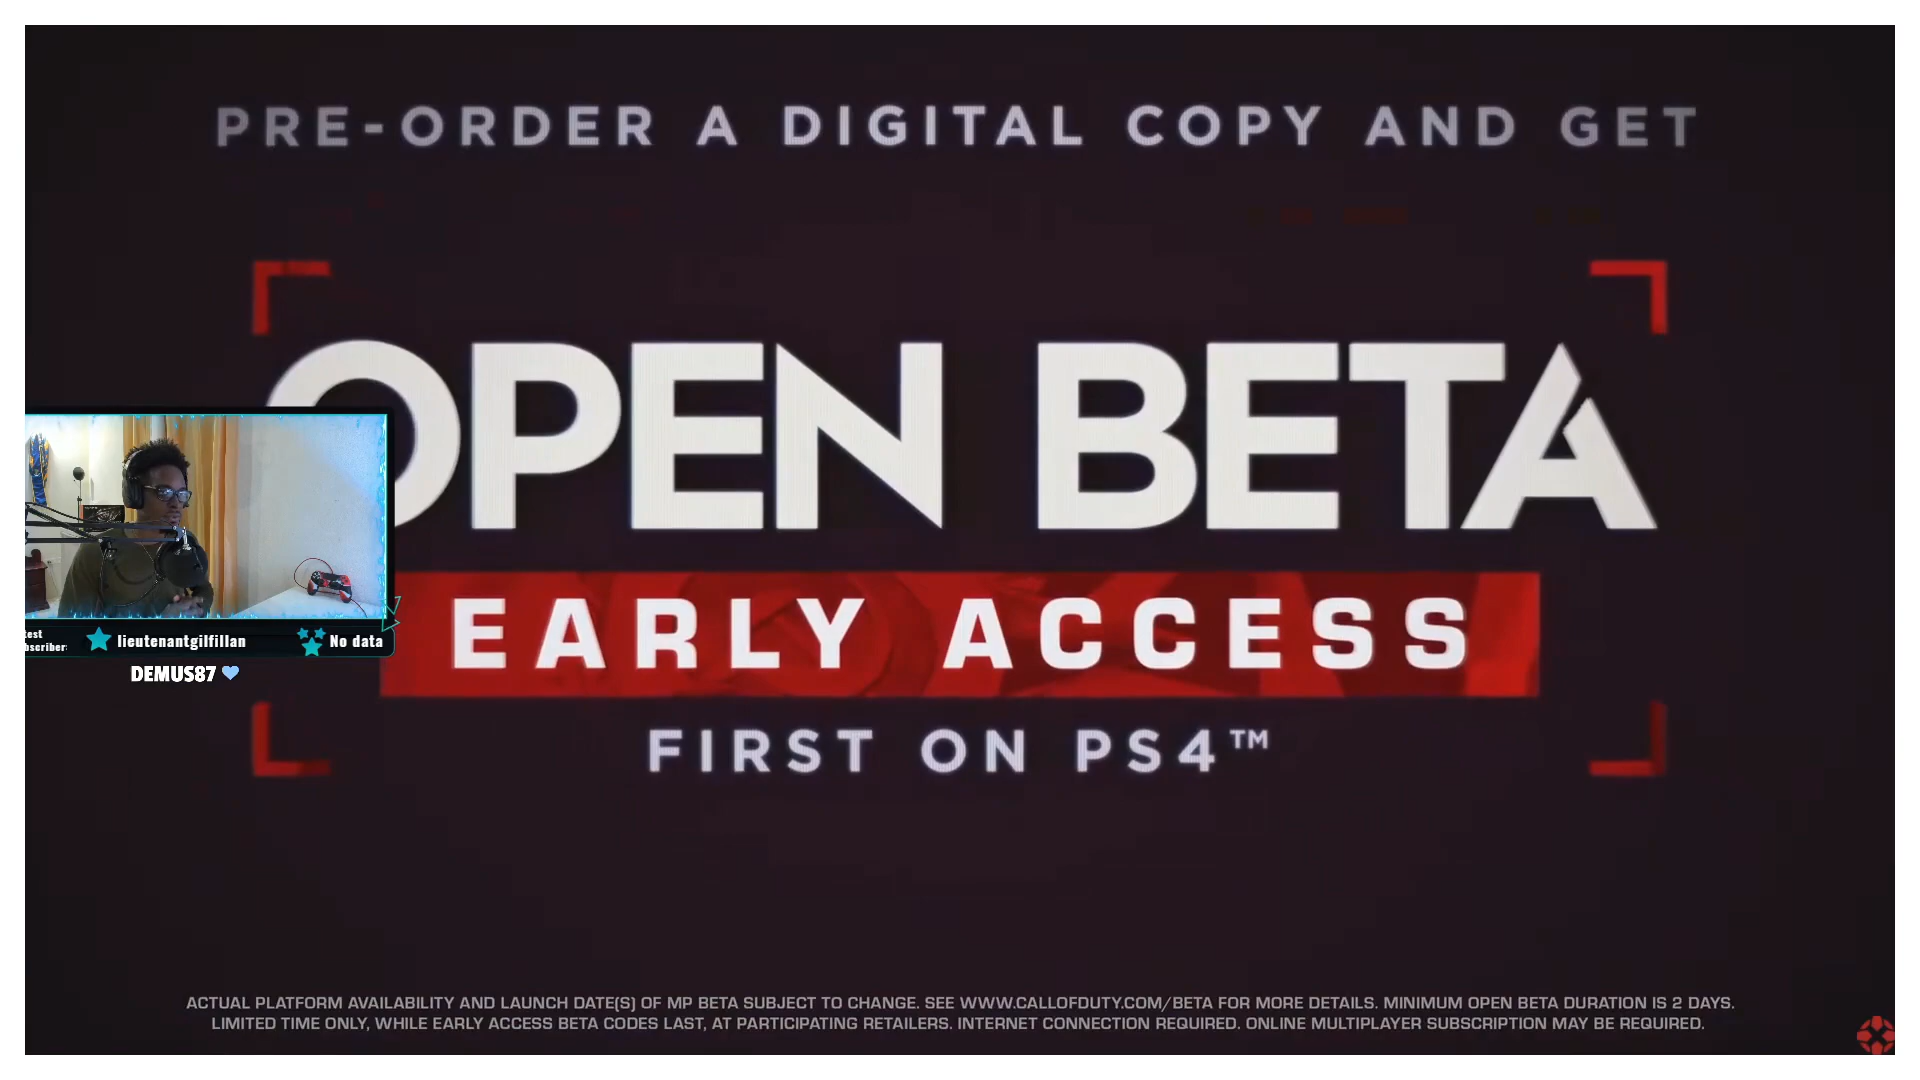 PRE-ORDER A DIGITAL COPY AND GET
OPEN BETA
EARLY ACCESS
lieutenantgilfillan
No data
DEMUS87
FIRST ON PS4™
ACTUAL PLATFORM AVAILABILITY AND LAUNCH DATE(S) OF MP BETA SUBJECT TO CHANGE. SEE WWW.CALLOFDUTY.COM/BETA FOR MORE DETAILS. MINIMUM OPEN BETA DURATION IS 2 DAYS.
LIMITED TIME ONLY, WHILE EARLY ACCESS BETA CODES LAST, AT PARTICIPATING RETAILERS. INTERNET CONNECTION REQUIRED. ONLINE MULTIPLAYER SUBSCRIPTION MAY BE REQUIRED.